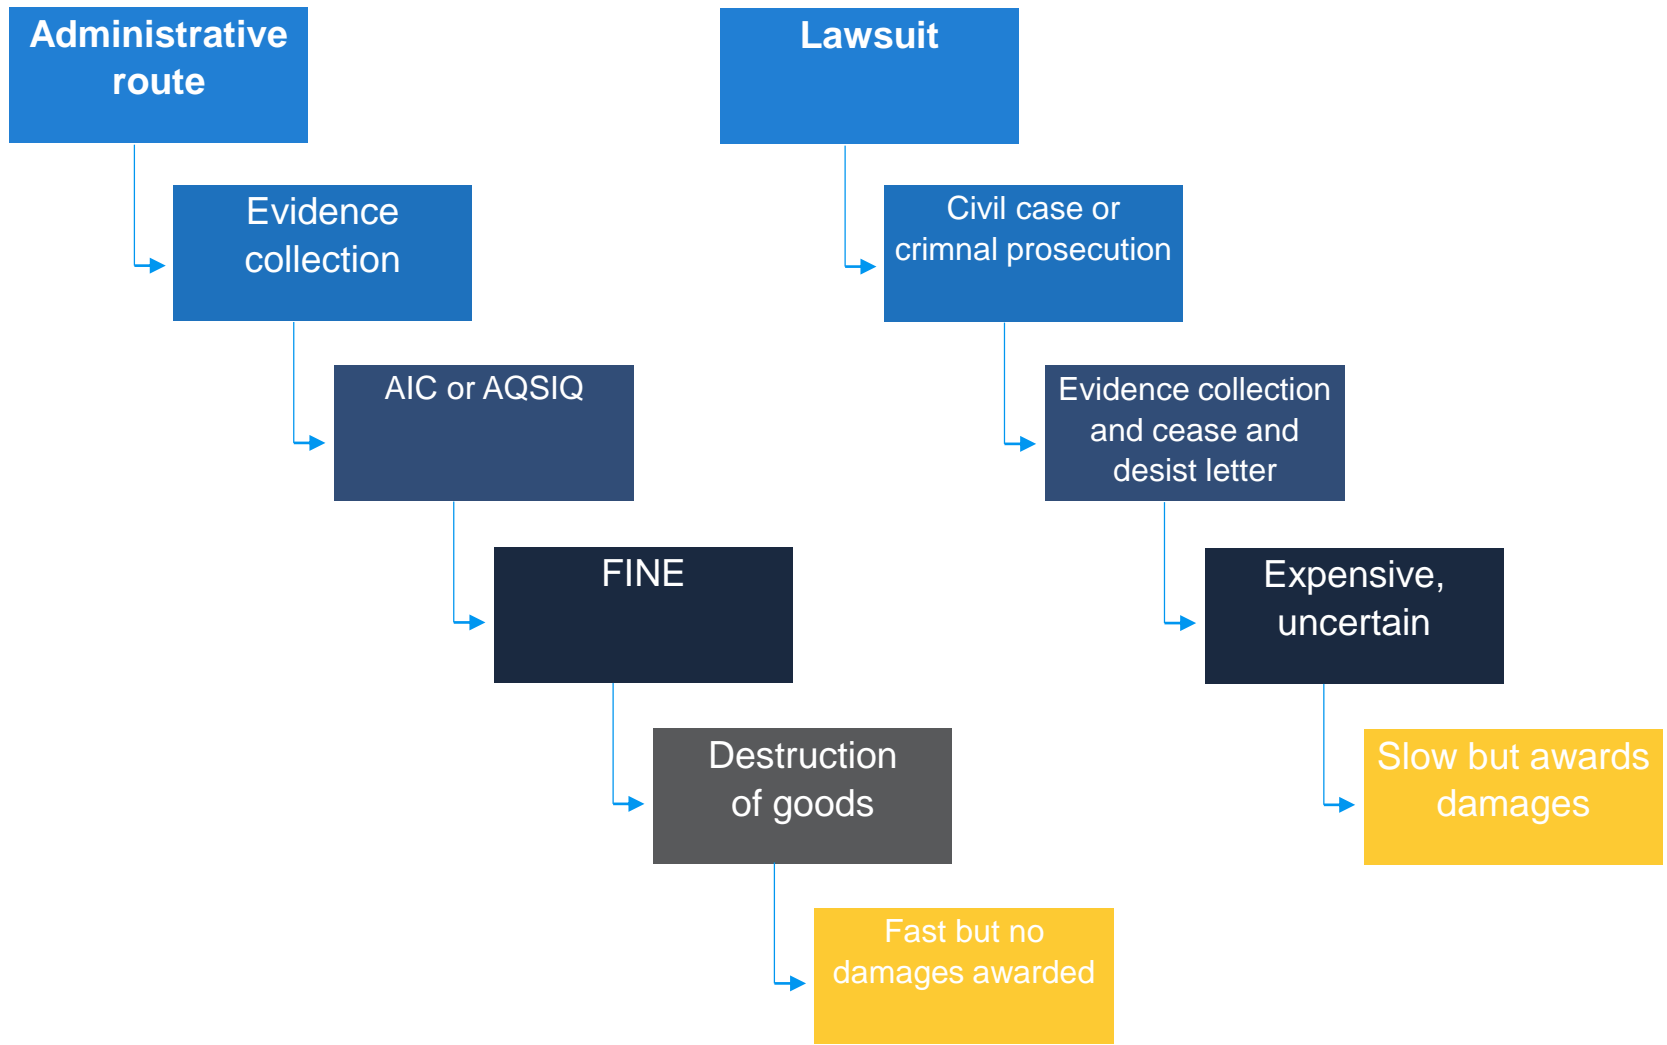 Administrative
route
Evidence
collection
AIC or AQSIQ
FINE
Destruction
of goods
Fast but no
damages awarded
Lawsuit
Civil case or
crimnal prosecution
Evidence collection
and cease and
desist letter
Expensive,
uncertain
Slow but awards
damages